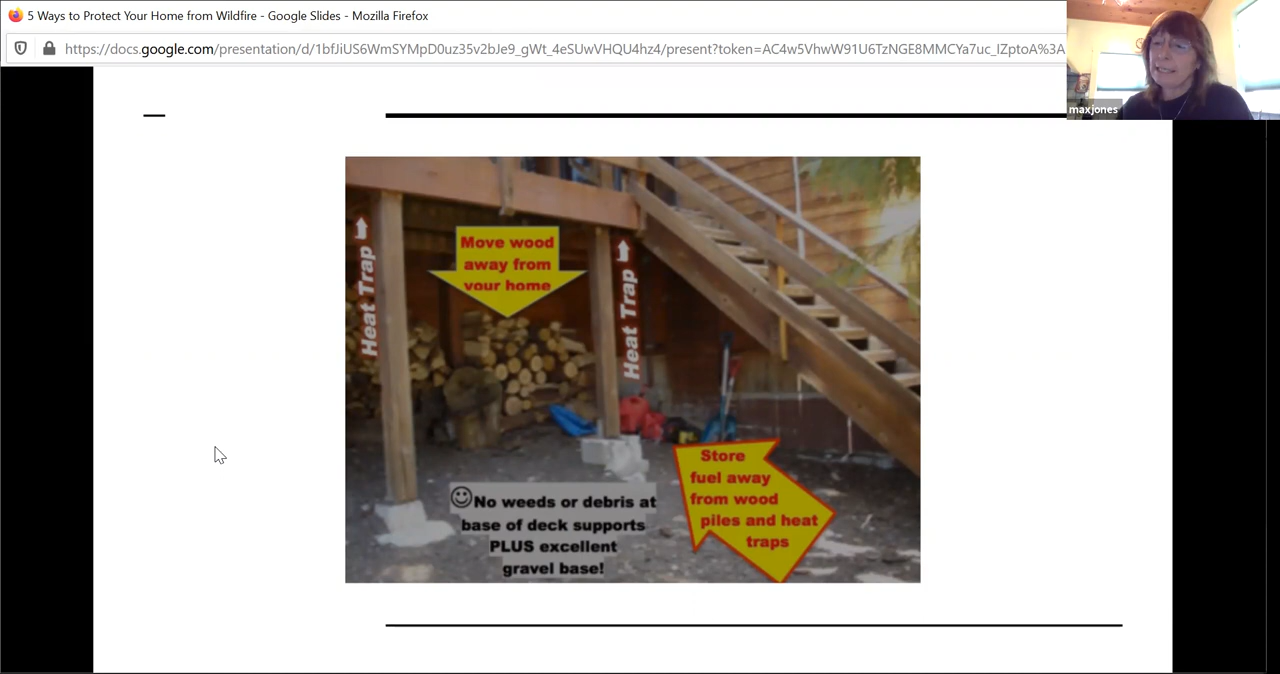 5 Ways to Protect Your Home from Wildfire - Google Slides - Mozilla Firefox
https://docs.google.com/presentation/d/1bfJiUS6WmSYMpD0uz35v2bJe9_gWt_4eSUwVHQU4hz4/present?token=AC4w5VhwW91U6TzNGE8MMCYa7uc_IZptoA%3A
maxjones
Heat Trap
Move wood
away from
your home
Heat Trap
Store
fuel away
from wood
piles and heat
traps
No weeds or debris at
base of deck supports
PLUS excellent
gravel base!